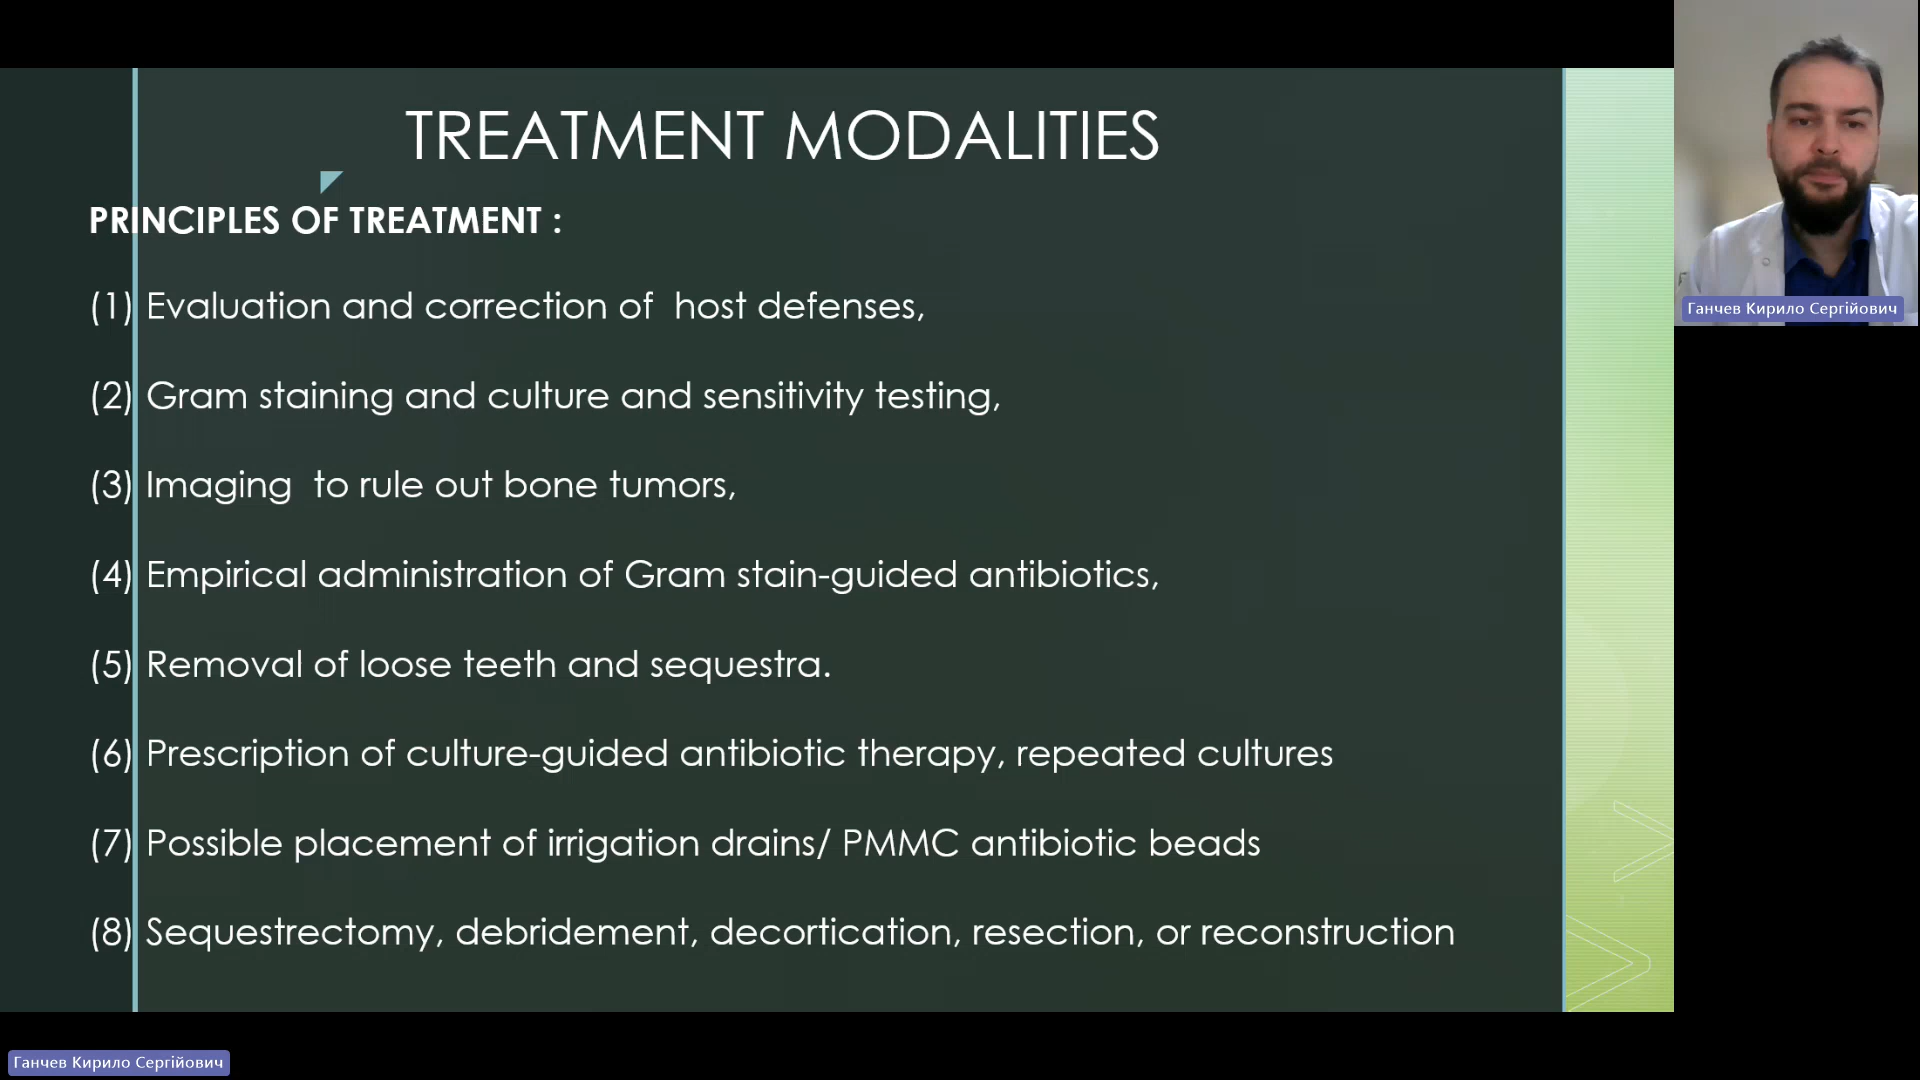 TREATMENT MODALITIES
PRINCIPLES OF TREATMENT :
(1) Evaluation and correction of host defenses,
(2) Gram staining and culture and sensitivity testing,
(3) Imaging to rule out bone tumors,
(4) Empirical administration of Gram stain-guided antibiotics,
(5) Removal of loose teeth and sequestra.
(6) Prescription of culture-guided antibiotic therapy, repeated cultures
(7) Possible placement of irrigation drains/ PMMC antibiotic beads
(8) Sequestrectomy, debridement, decortication, resection, or reconstruction
Ганчев Кирило Сергійович
Ганчев Кирило Сергійович